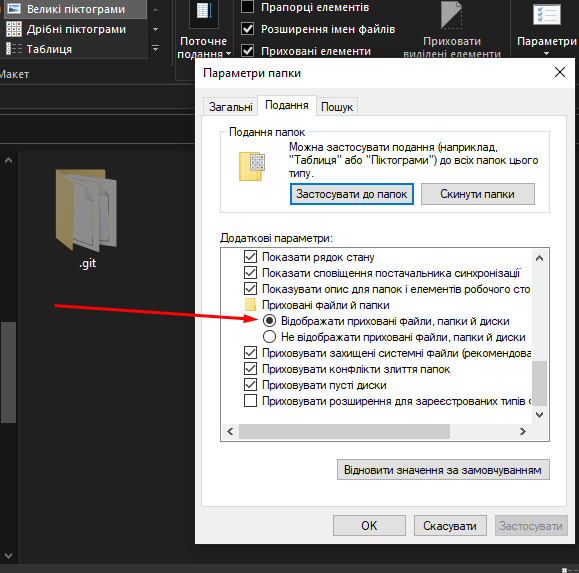 Великі піктограми
Дрібні піктограми
Таблиця
Макет
Поточне
подання
Прапорці елементів
Розширення імен файлів
Приховані елементи
Приховати
виділені елементи
Параметри
.git
Параметри папки
Загальні
Подання
Пошук
Подання папок
Можна застосувати подання (наприклад,
"Таблиця" або "Піктограми") до всіх папок цього
типу.
Застосувати до папок
Скинути папки
Додаткові параметри:
Показати рядок стану
Показати сповіщення постачальника синхронізації
Показувати опис для папок і елементів робочого сто
Приховані файли й папки
Відображати приховані файли, папки й диски
Не відображати приховані файли, папки й диски
Приховувати захищені системні файли (рекомендова
Приховувати конфлікти злиття папок
Приховувати пусті диски
Приховувати розширення для зареєстрованих типів ф
Відновити значення за замовчуванням
OK
Скасувати
Застосувати